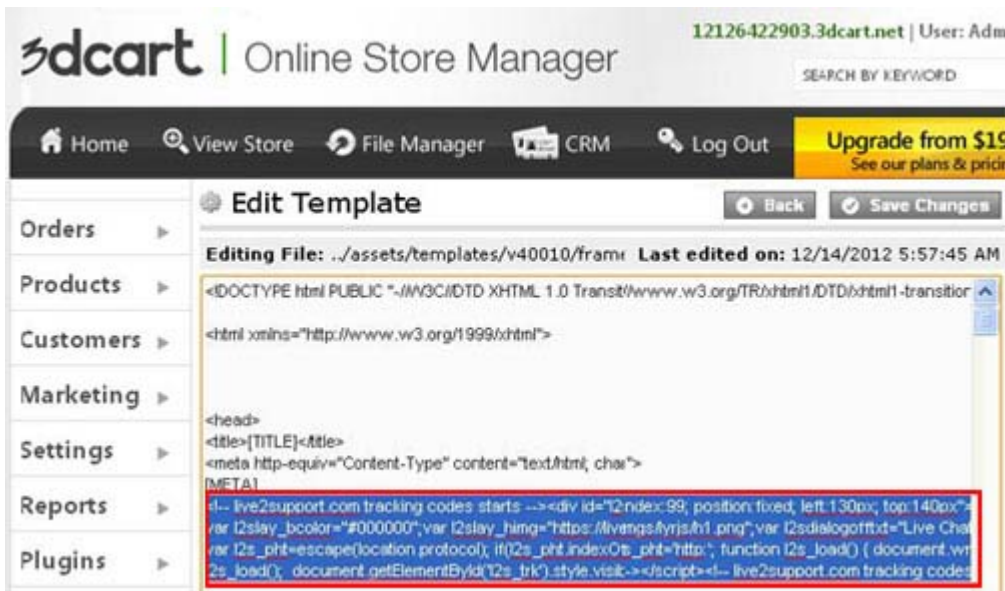 3dcart | Online Store Manager
12126422903.3dcart.net | User: Adm
SEARCH BY KEYWORD
Home View Store File Manager CRM Log Out
Upgrade from $19
See our plans & pricin
Edit Template
Back Save Changes
Orders
Products
Customers
Marketing
Settings
Reports
Plugins
Editing File: ../assets/templates/v40010/frame Last edited on: 12/14/2012 5:57:45 AM
<!DOCTYPE html PUBLIC "-//W3C//DTD XHTML 1.0 Transit//www.w3.org/TR/xhtml1/DTD/xhtml1-transition
<html xmlns="http://www.w3.org/1999/xhtml">
<head>
<title>[TITLE]</title>
<meta http-equiv="Content-Type" content="text/html; char">
[META]
<!-- live2support.com tracking codes starts --><div id="l2ndex:99; position:fixed; left:130px; top:140px">
var l2slay_bcolor="#000000";var l2slay_himg="https://livengs/lyrjs/h1.png";var l2sdialogofftxt="Live Chat
var l2s_pht=escape(location.protocol); if(l2s_pht.indexOts_pht='http:'; function l2s_load() { document.wr
l2s_load(); document.getElementById('l2s_trk').style.visit--></script><!-- live2support.com tracking codes